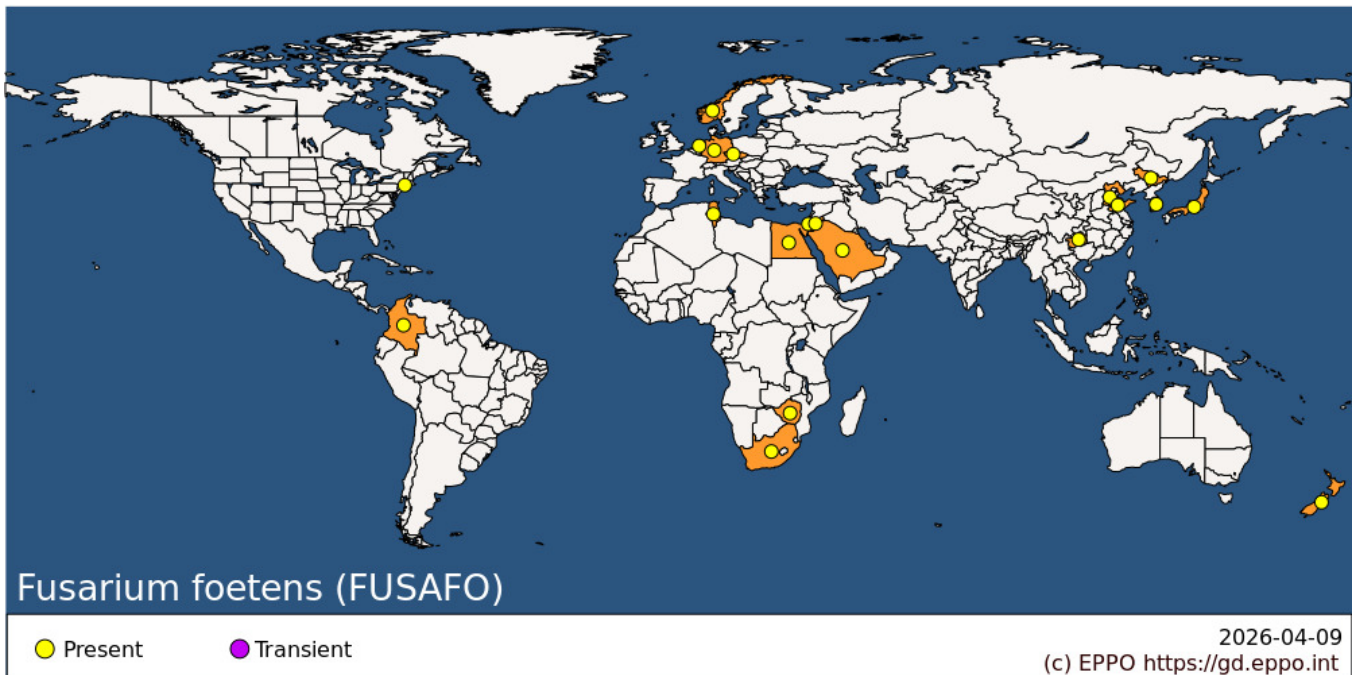 Fusarium foetens (FUSAFO)
Present
Transient
2026-04-09
(c) EPPO https://gd.eppo.int